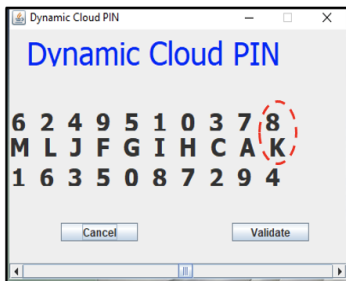 Dynamic Cloud PIN
Dynamic Cloud PIN
6 2 4 9 5 1 0 3 7 8
M L J F G I H C A K
1 6 3 5 0 8 7 2 9 4
Cancel Validate